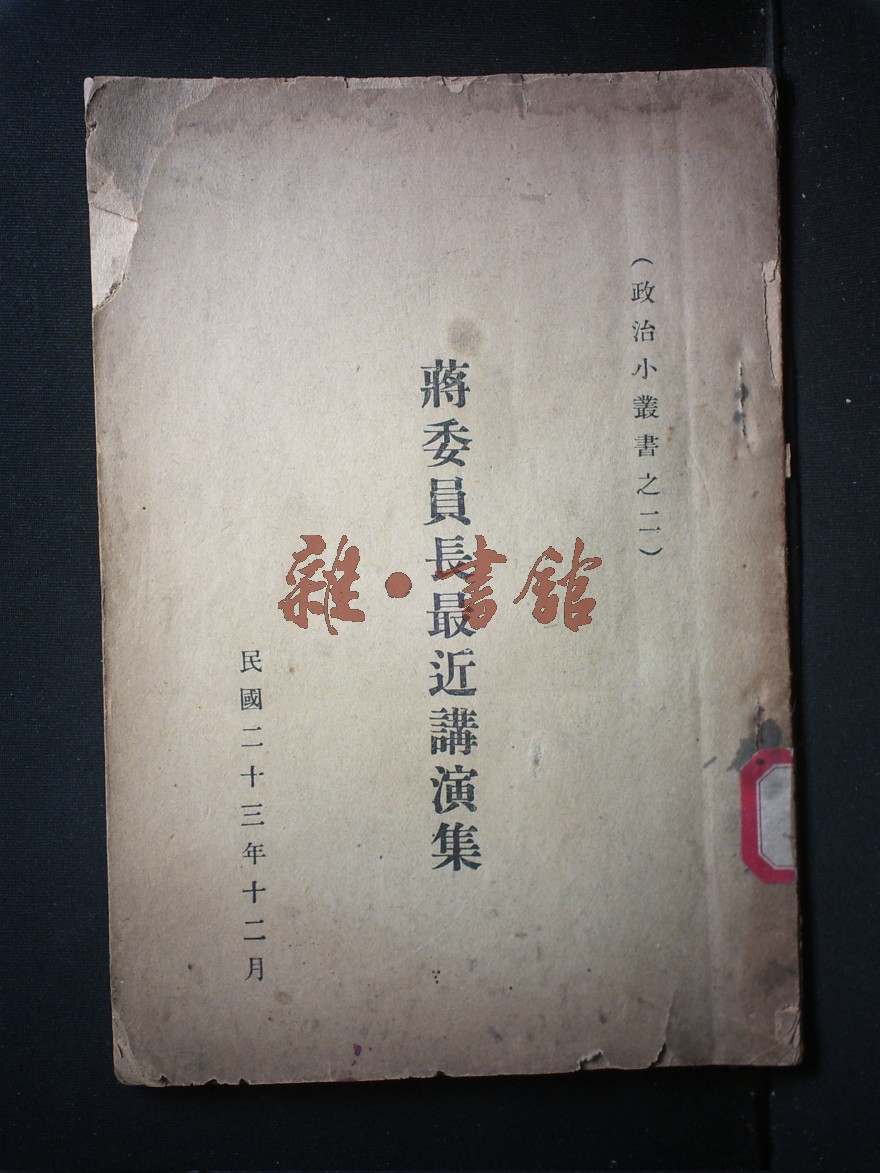 （政治小叢書之二）
蔣委員長最近講演集
民國二十三年十二月
雜·書館